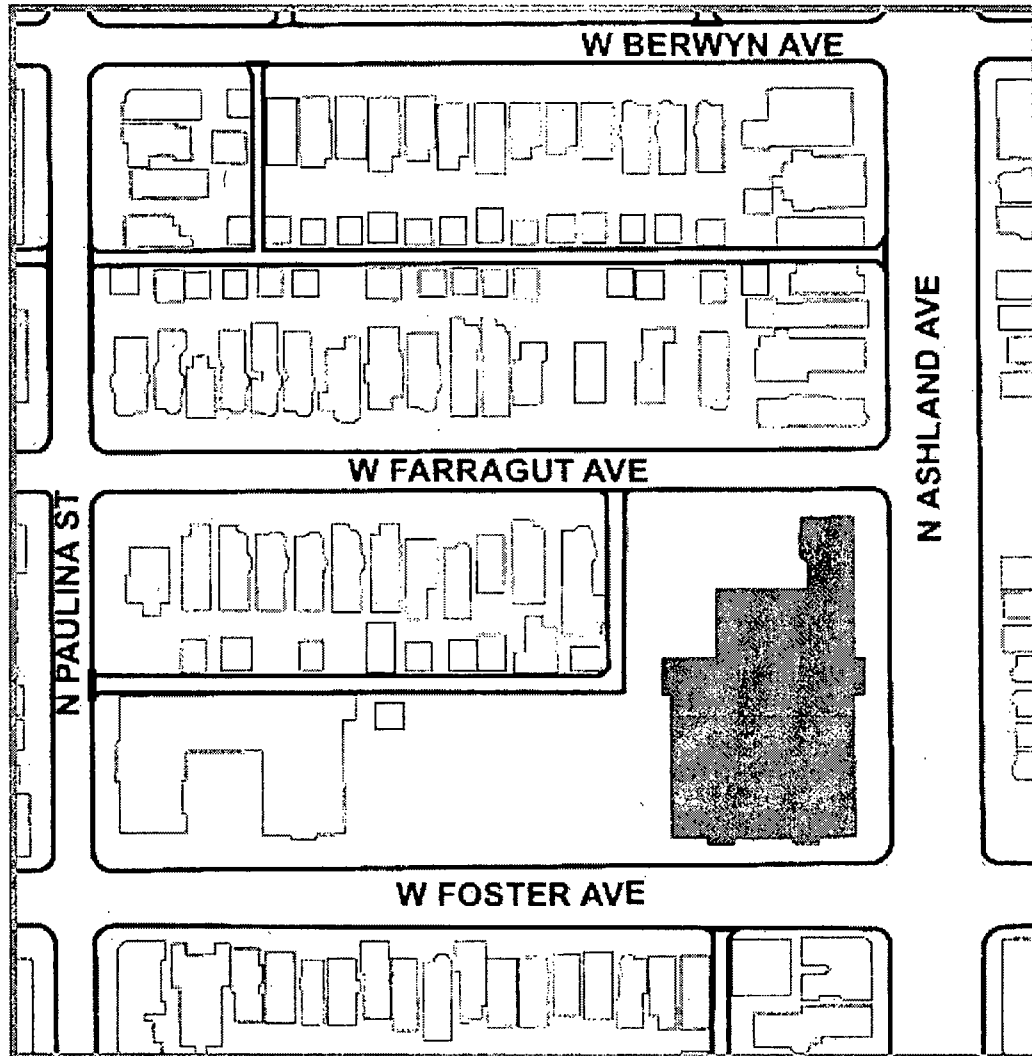 W BERWYN AVE
N ASHLAND AVE
W FARRAGUT AVE
N PAULINA ST
W FOSTER AVE